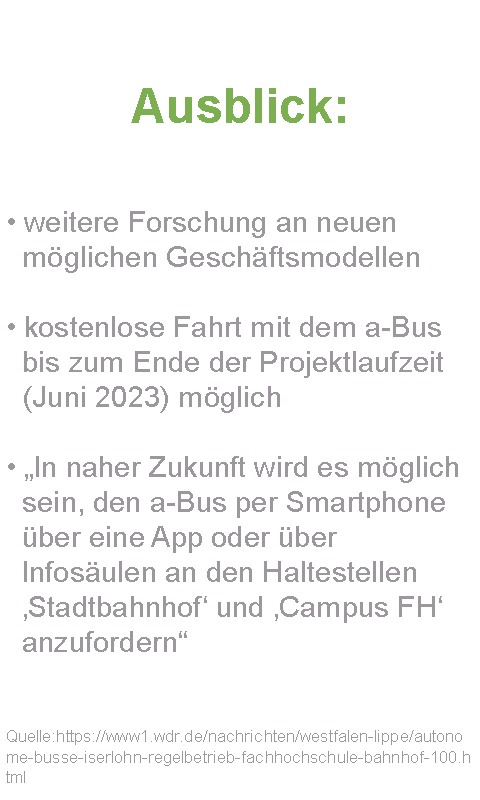 Ausblick:
• weitere Forschung an neuen
möglichen Geschäftsmodellen
• kostenlose Fahrt mit dem a-Bus
bis zum Ende der Projektlaufzeit
(Juni 2023) möglich
• „In naher Zukunft wird es möglich
sein, den a-Bus per Smartphone
über eine App oder über
Infosäulen an den Haltestellen
‚Stadtbahnhof‘ und ‚Campus FH‘
anzufordern“
Quelle:https://www1.wdr.de/nachrichten/westfalen-lippe/autono
me-busse-iserlohn-regelbetrieb-fachhochschule-bahnhof-100.h
tml